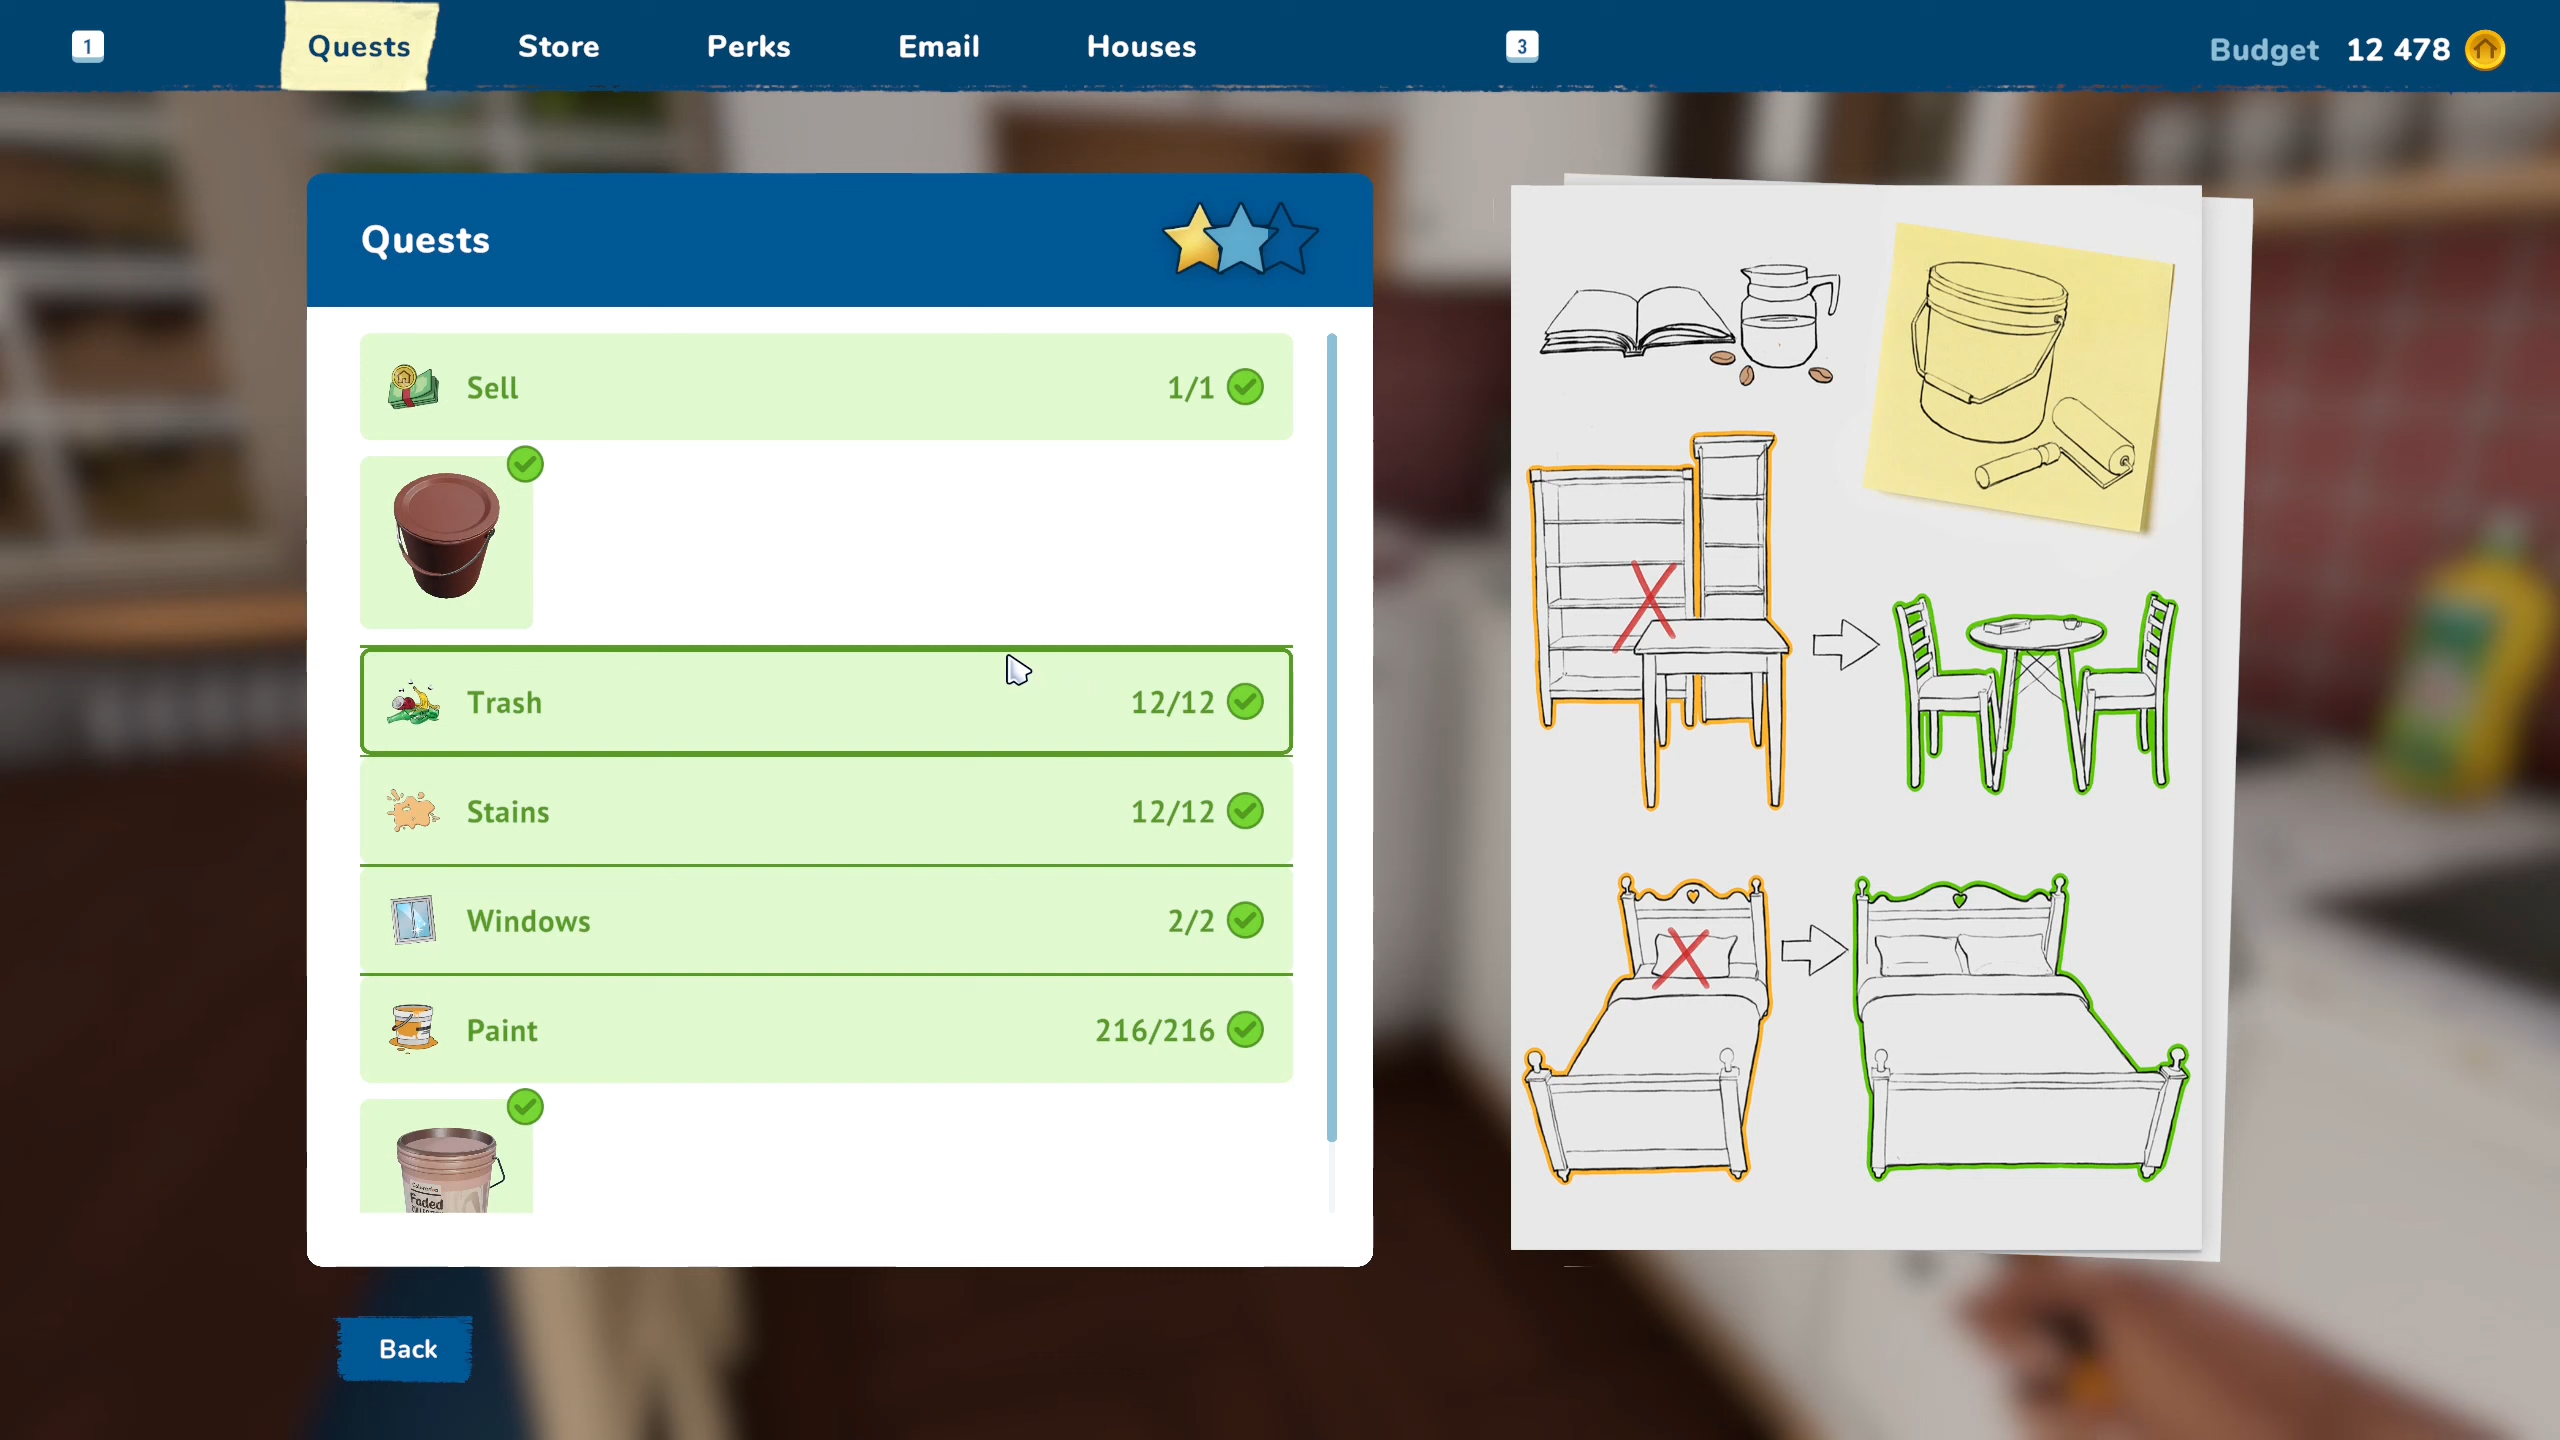 1
Quests
Store
Perks
Email
Houses
3
Budget 12 478
Quests
Sell
1/1
Trash
12/12
Stains
12/12
Windows
2/2
Paint
216/216
Faded
Back